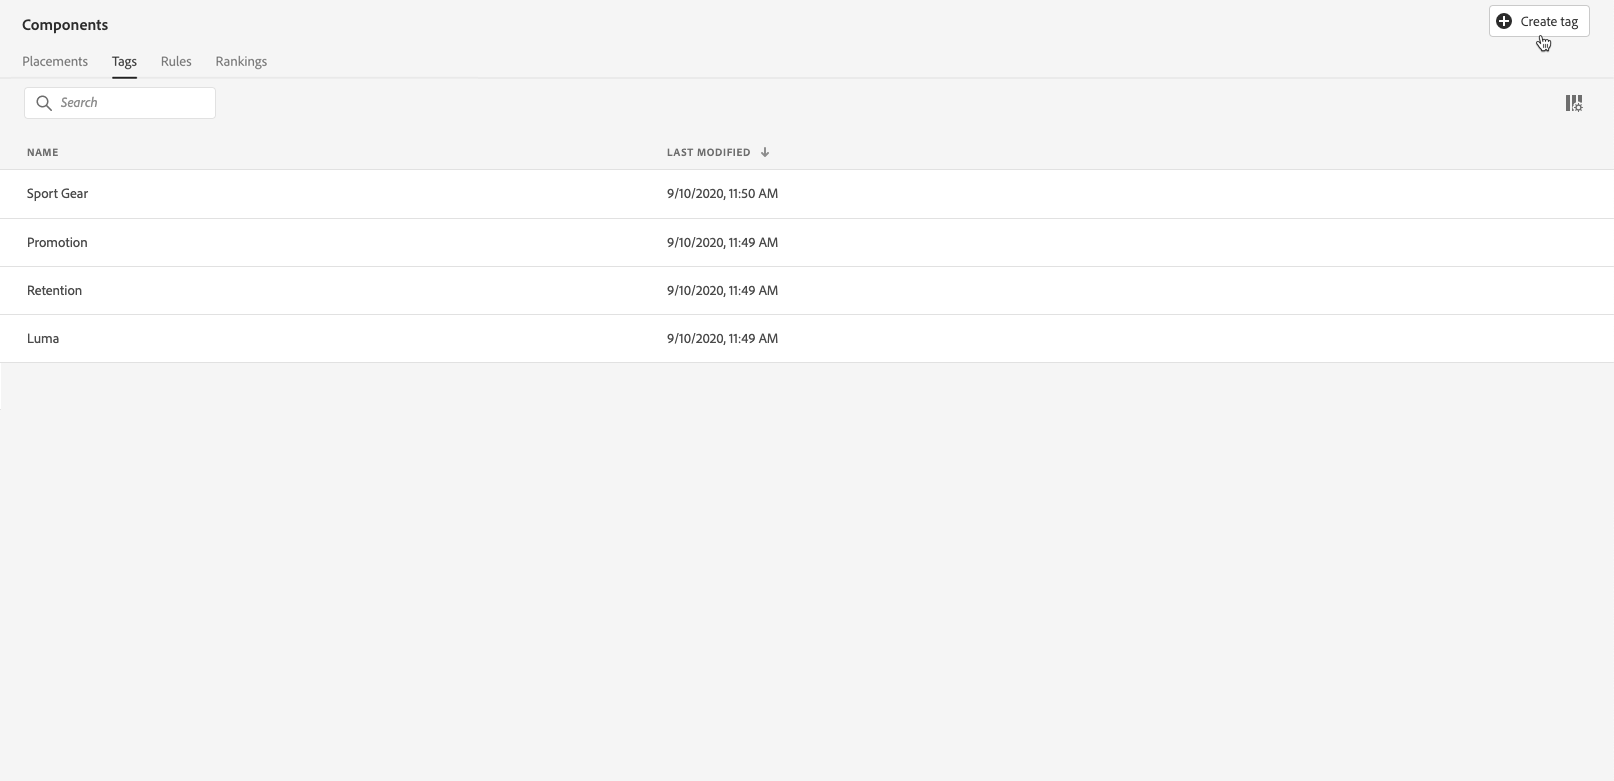 Components
Create tag
Placements Tags Rules Rankings
Search
NAME LAST MODIFIED
Sport Gear 9/10/2020, 11:50 AM
Promotion 9/10/2020, 11:49 AM
Retention 9/10/2020, 11:49 AM
Luma 9/10/2020, 11:49 AM